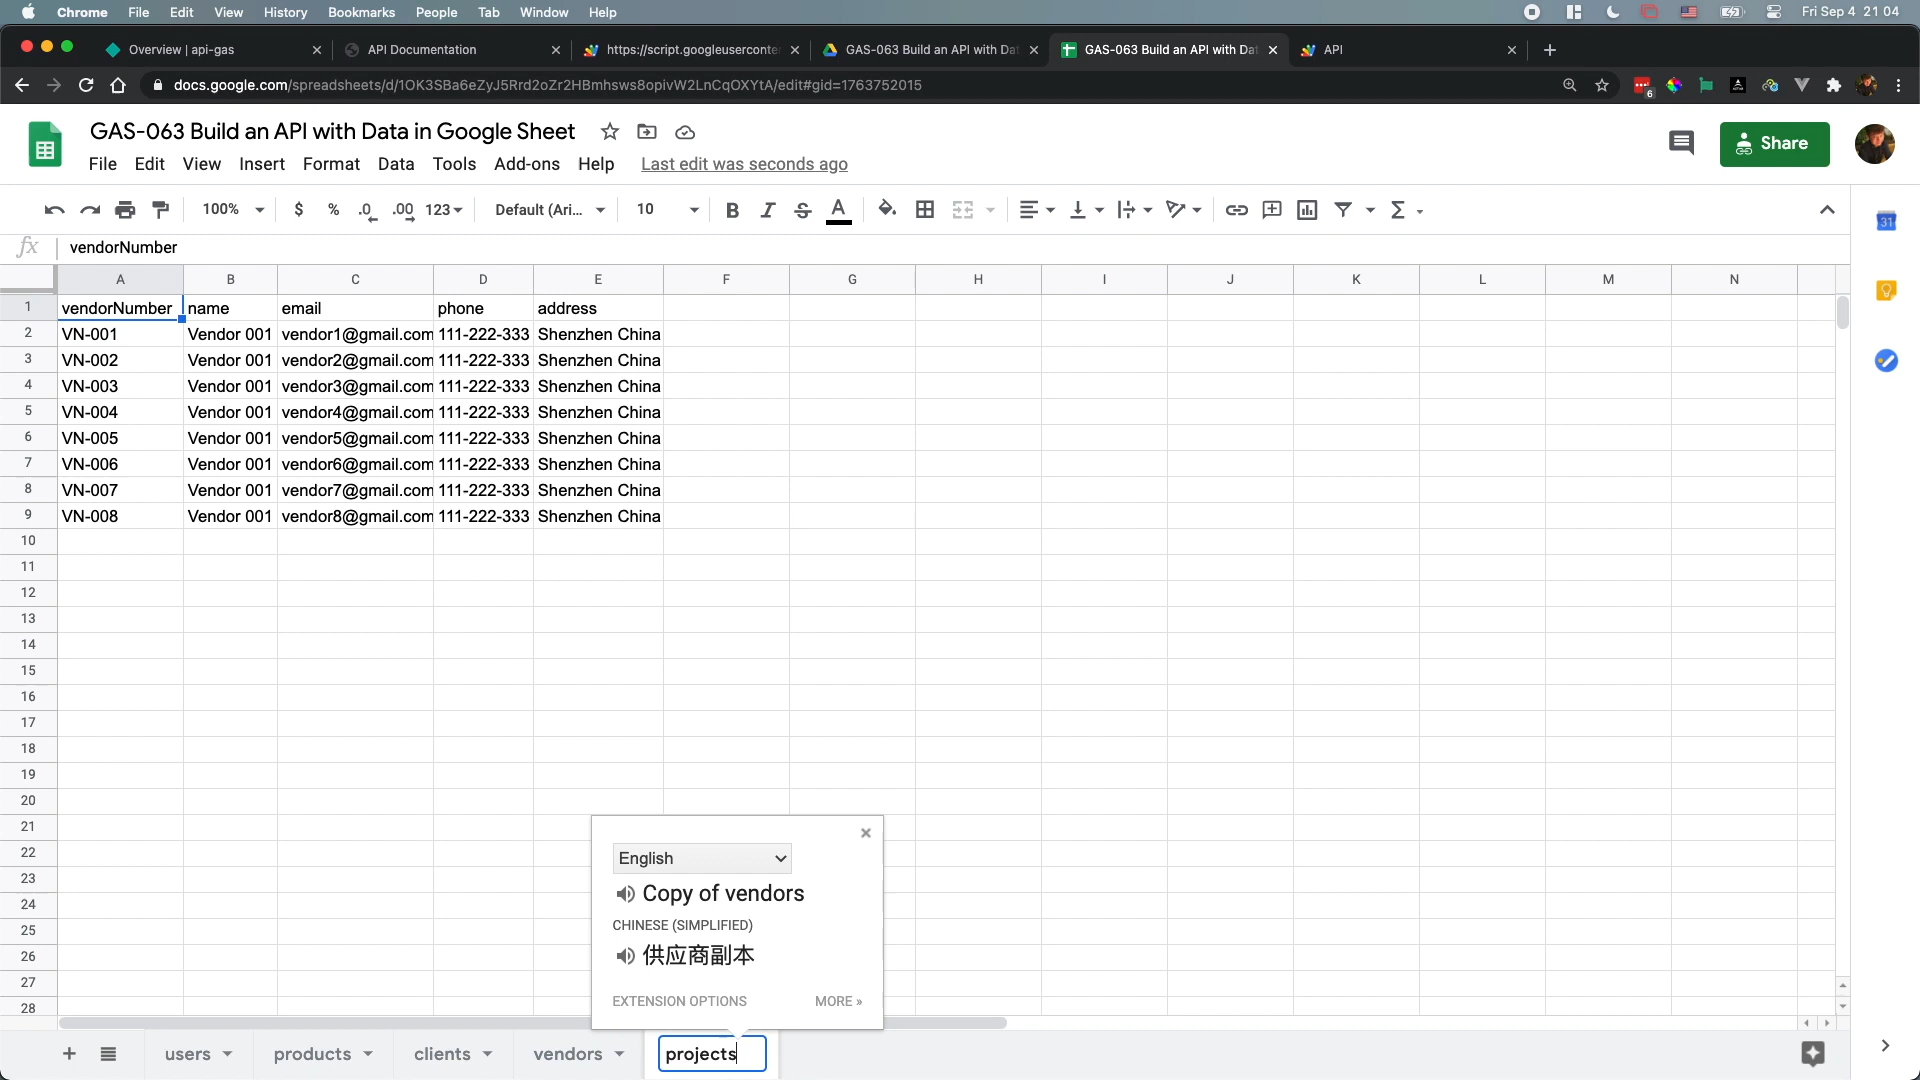 Chrome File Edit View History Bookmarks People Tab Window Help Fri Sep 4 21 04
Overview | api-gas API Documentation https://script.googleuserconte GAS-063 Build an API with Dat GAS-063 Build an API with Dat API
docs.google.com/spreadsheets/d/1OK3SBa6eZyJ5Rrd2oZr2HBmhsws8opivW2LnCqOXYtA/edit#gid=1763752015 6
GAS-063 Build an API with Data in Google Sheet
File Edit View Insert Format Data Tools Add-ons Help Last edit was seconds ago
Share
100% $ % .0 .00 123 Default (Ari... 10 B I S A Σ
31
fx vendorNumber
A B C D E F G H I J K L M N
1 vendorNumber name email phone address
2 VN-001 Vendor 001 vendor1@gmail.com 111-222-333 Shenzhen China
3 VN-002 Vendor 001 vendor2@gmail.com 111-222-333 Shenzhen China
4 VN-003 Vendor 001 vendor3@gmail.com 111-222-333 Shenzhen China
5 VN-004 Vendor 001 vendor4@gmail.com 111-222-333 Shenzhen China
6 VN-005 Vendor 001 vendor5@gmail.com 111-222-333 Shenzhen China
7 VN-006 Vendor 001 vendor6@gmail.com 111-222-333 Shenzhen China
8 VN-007 Vendor 001 vendor7@gmail.com 111-222-333 Shenzhen China
9 VN-008 Vendor 001 vendor8@gmail.com 111-222-333 Shenzhen China
10
11
12
13
14
15
16
17
18
19
20
21
22
23
24
25
26
27
28
English
Copy of vendors
CHINESE (SIMPLIFIED)
供应商副本
EXTENSION OPTIONS MORE »
users products clients vendors projects